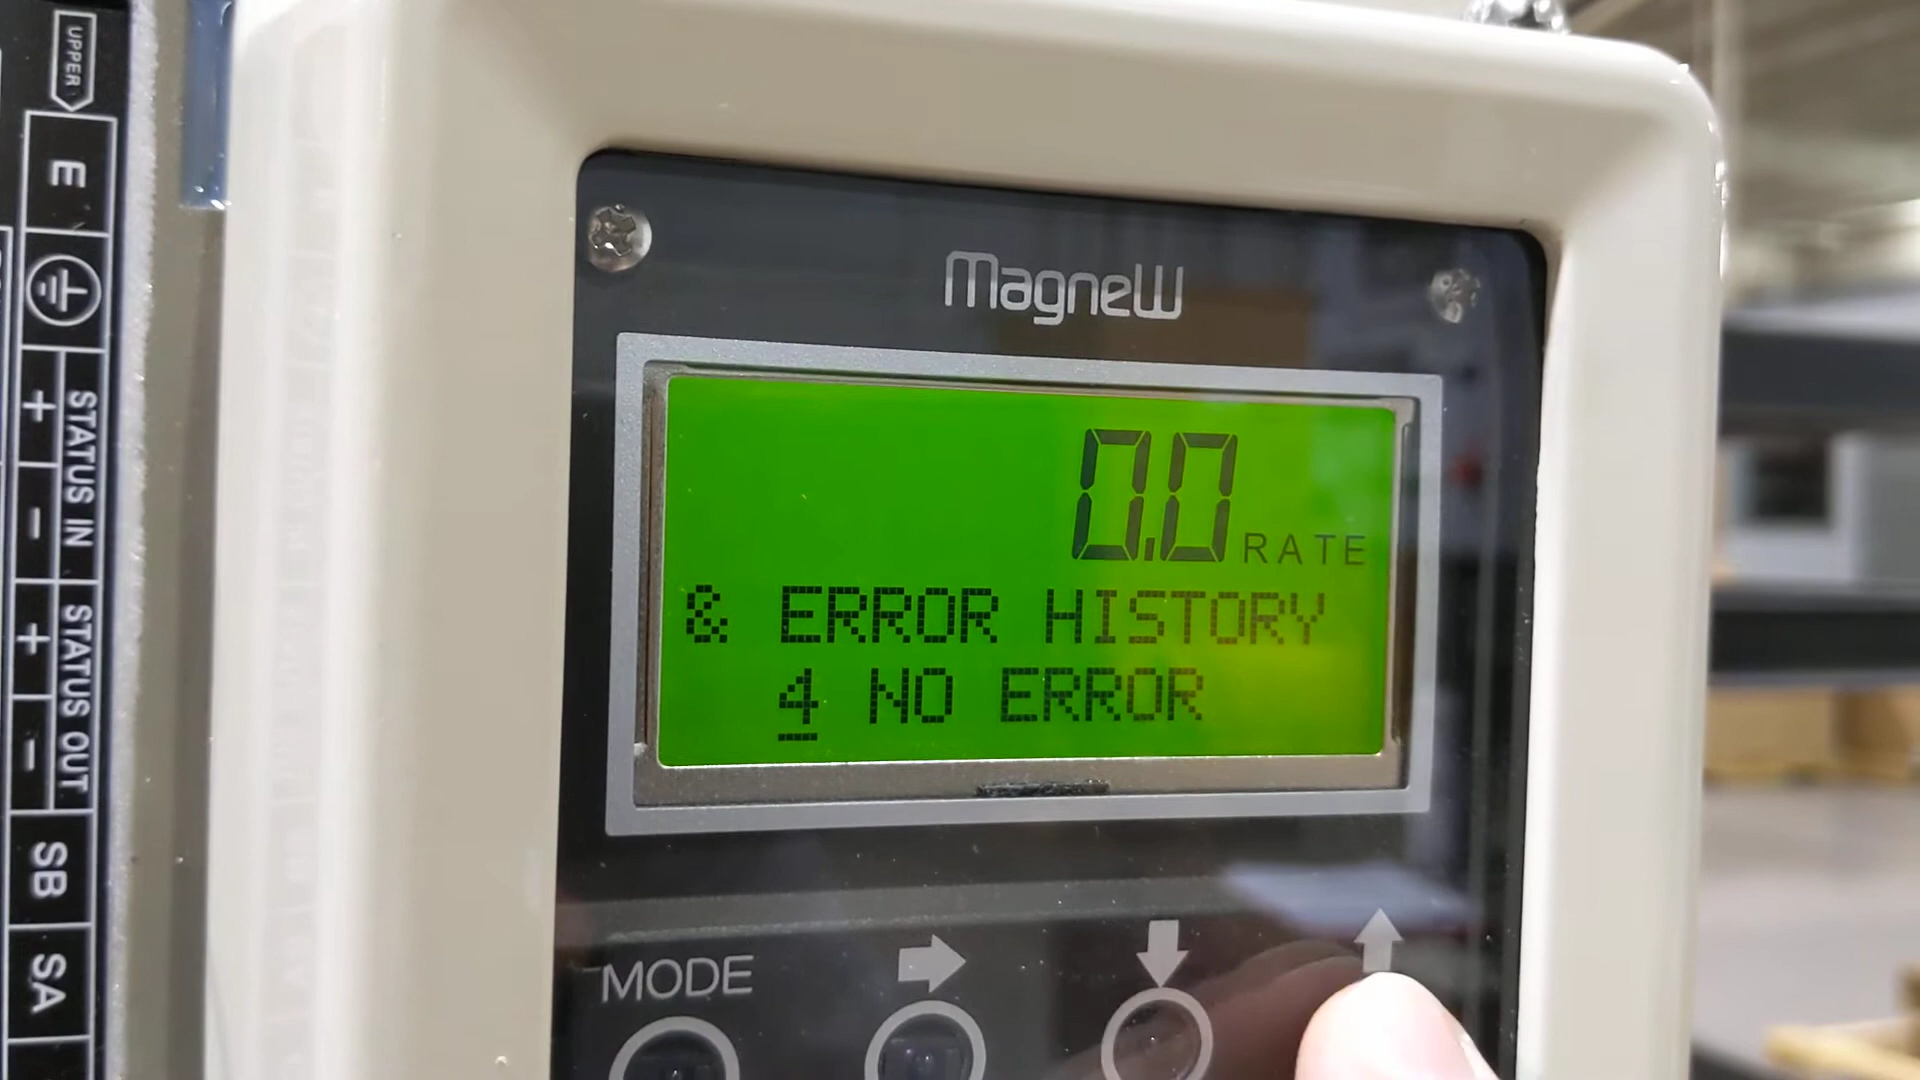 UPPER
E
+ STATUS IN
-
+ STATUS OUT
-
SB
SA
MagneW
0.0 RATE
& ERROR HISTORY
4 NO ERROR
MODE